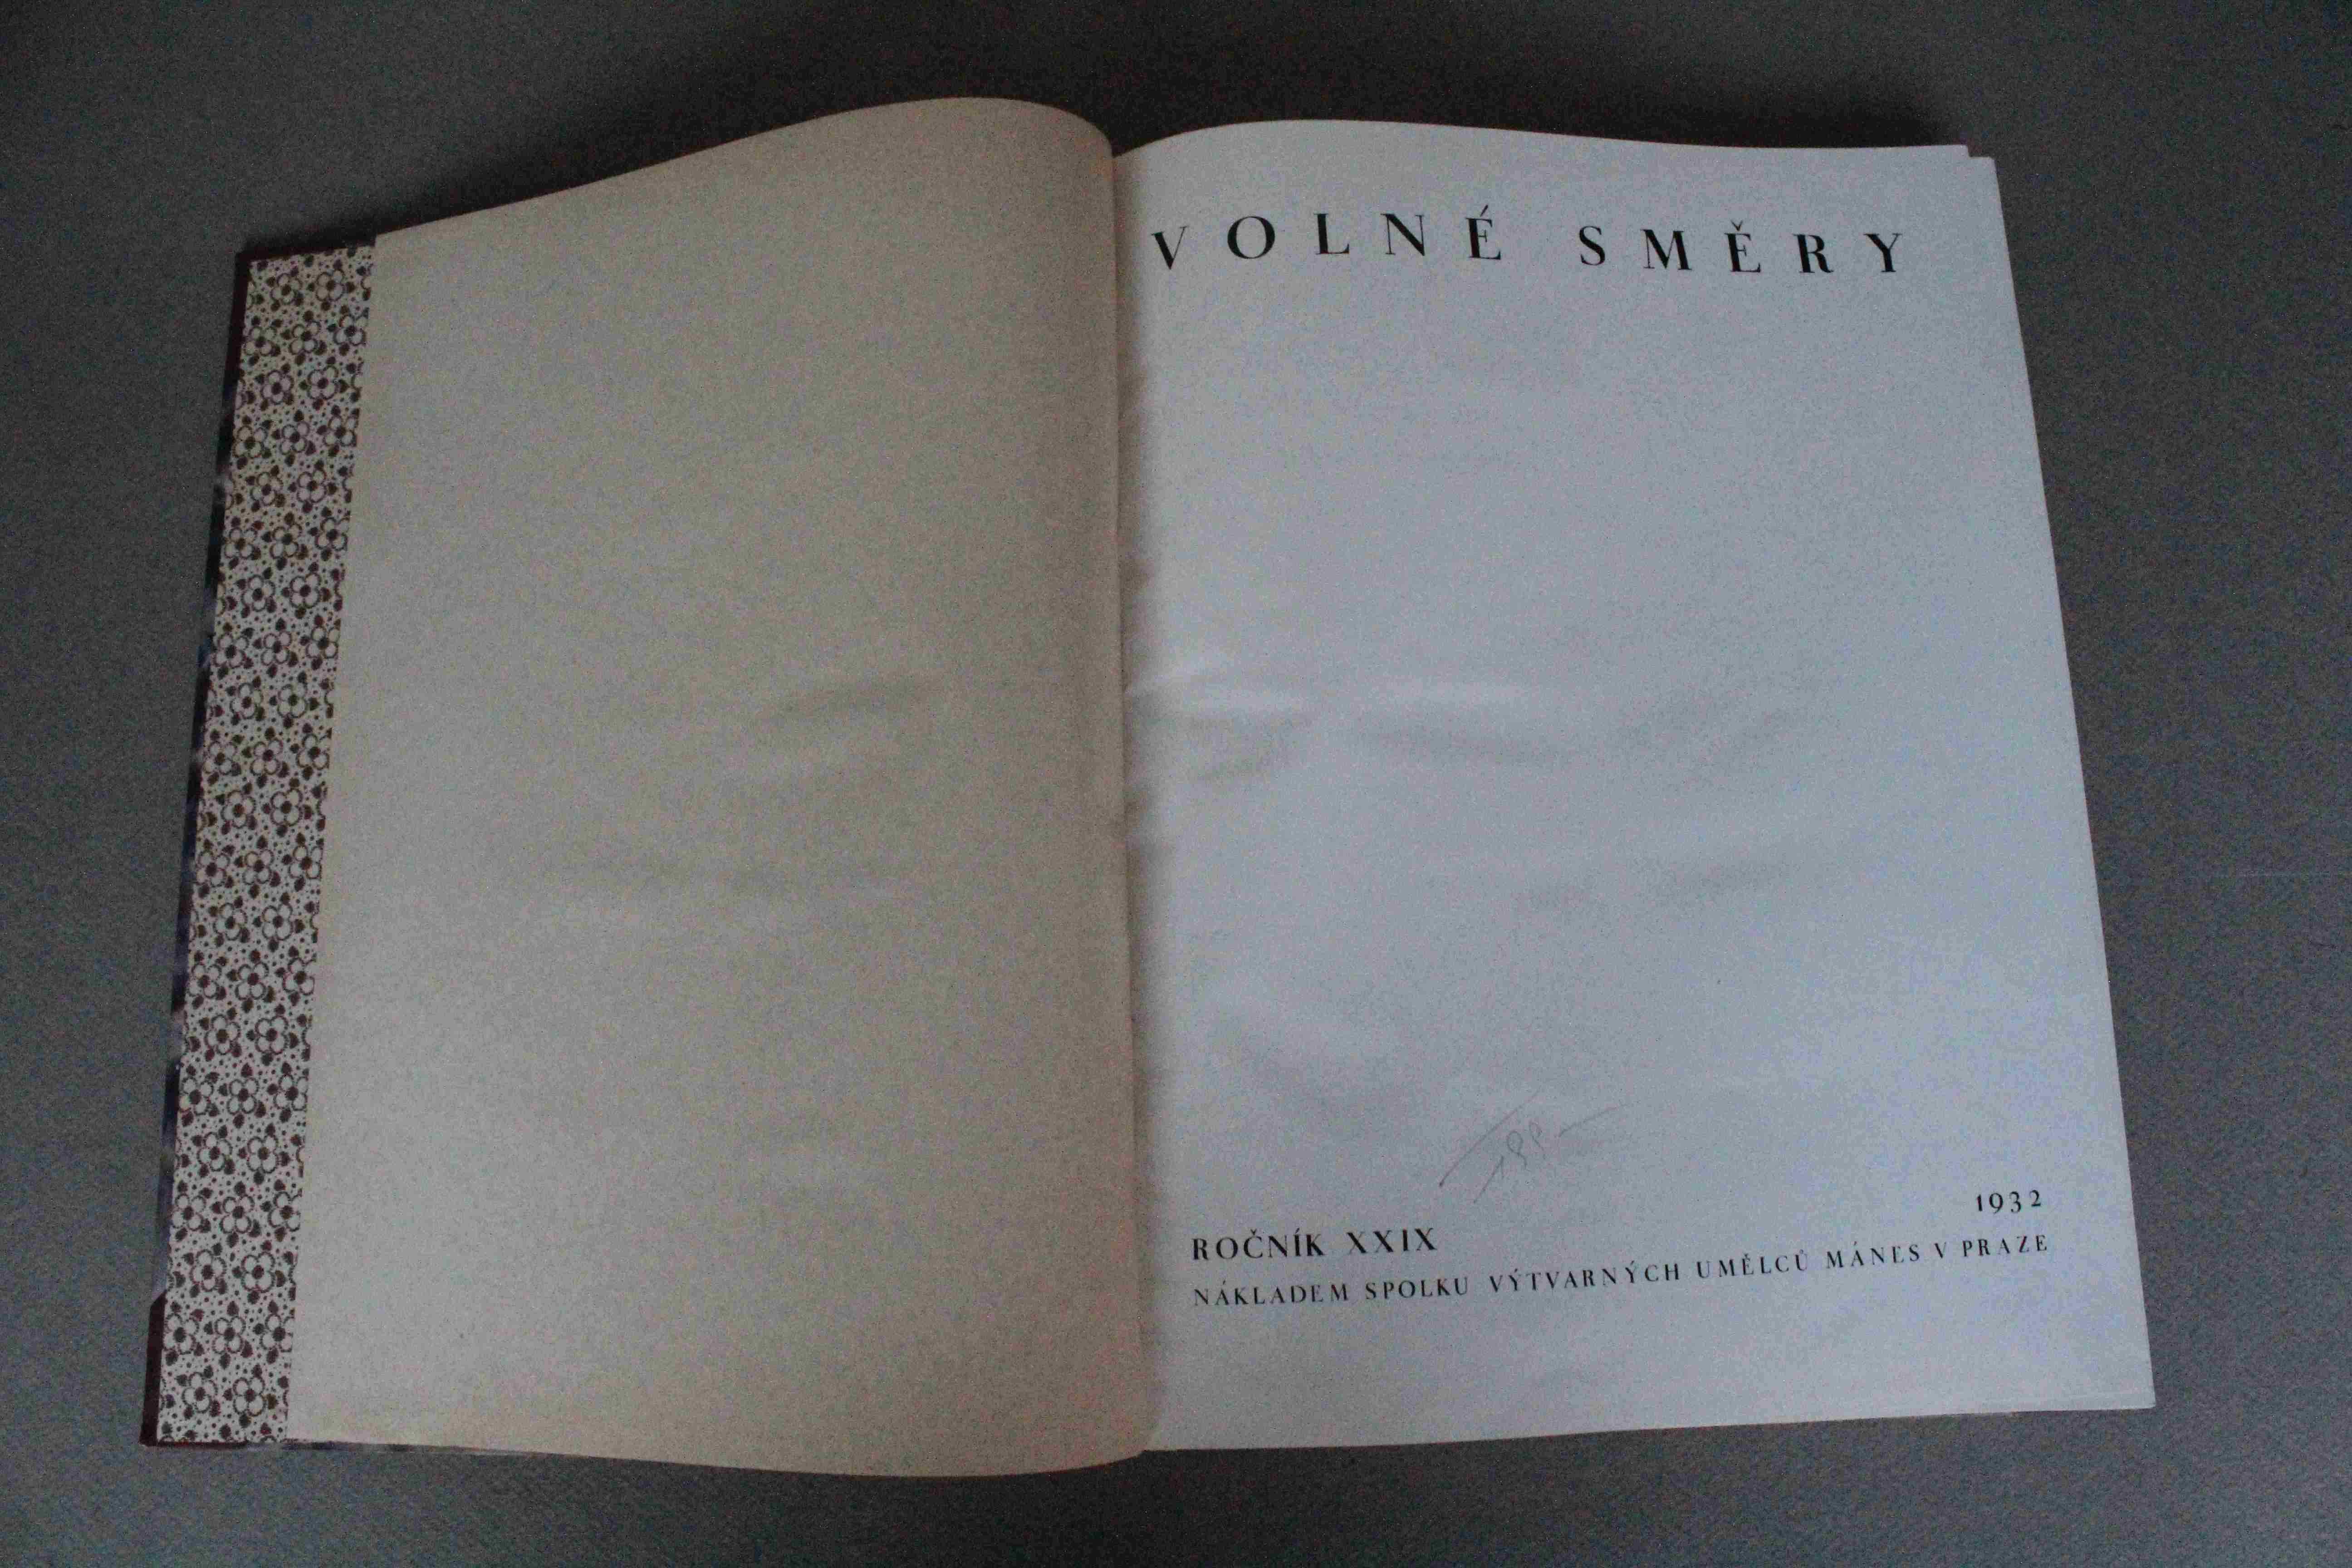 VOLNÉ SMĚRY
1932
ROČNÍK XXIX
NÁKLADEM SPOLKU VÝTVARNÝCH UMĚLCŮ MÁNES V PRAZE